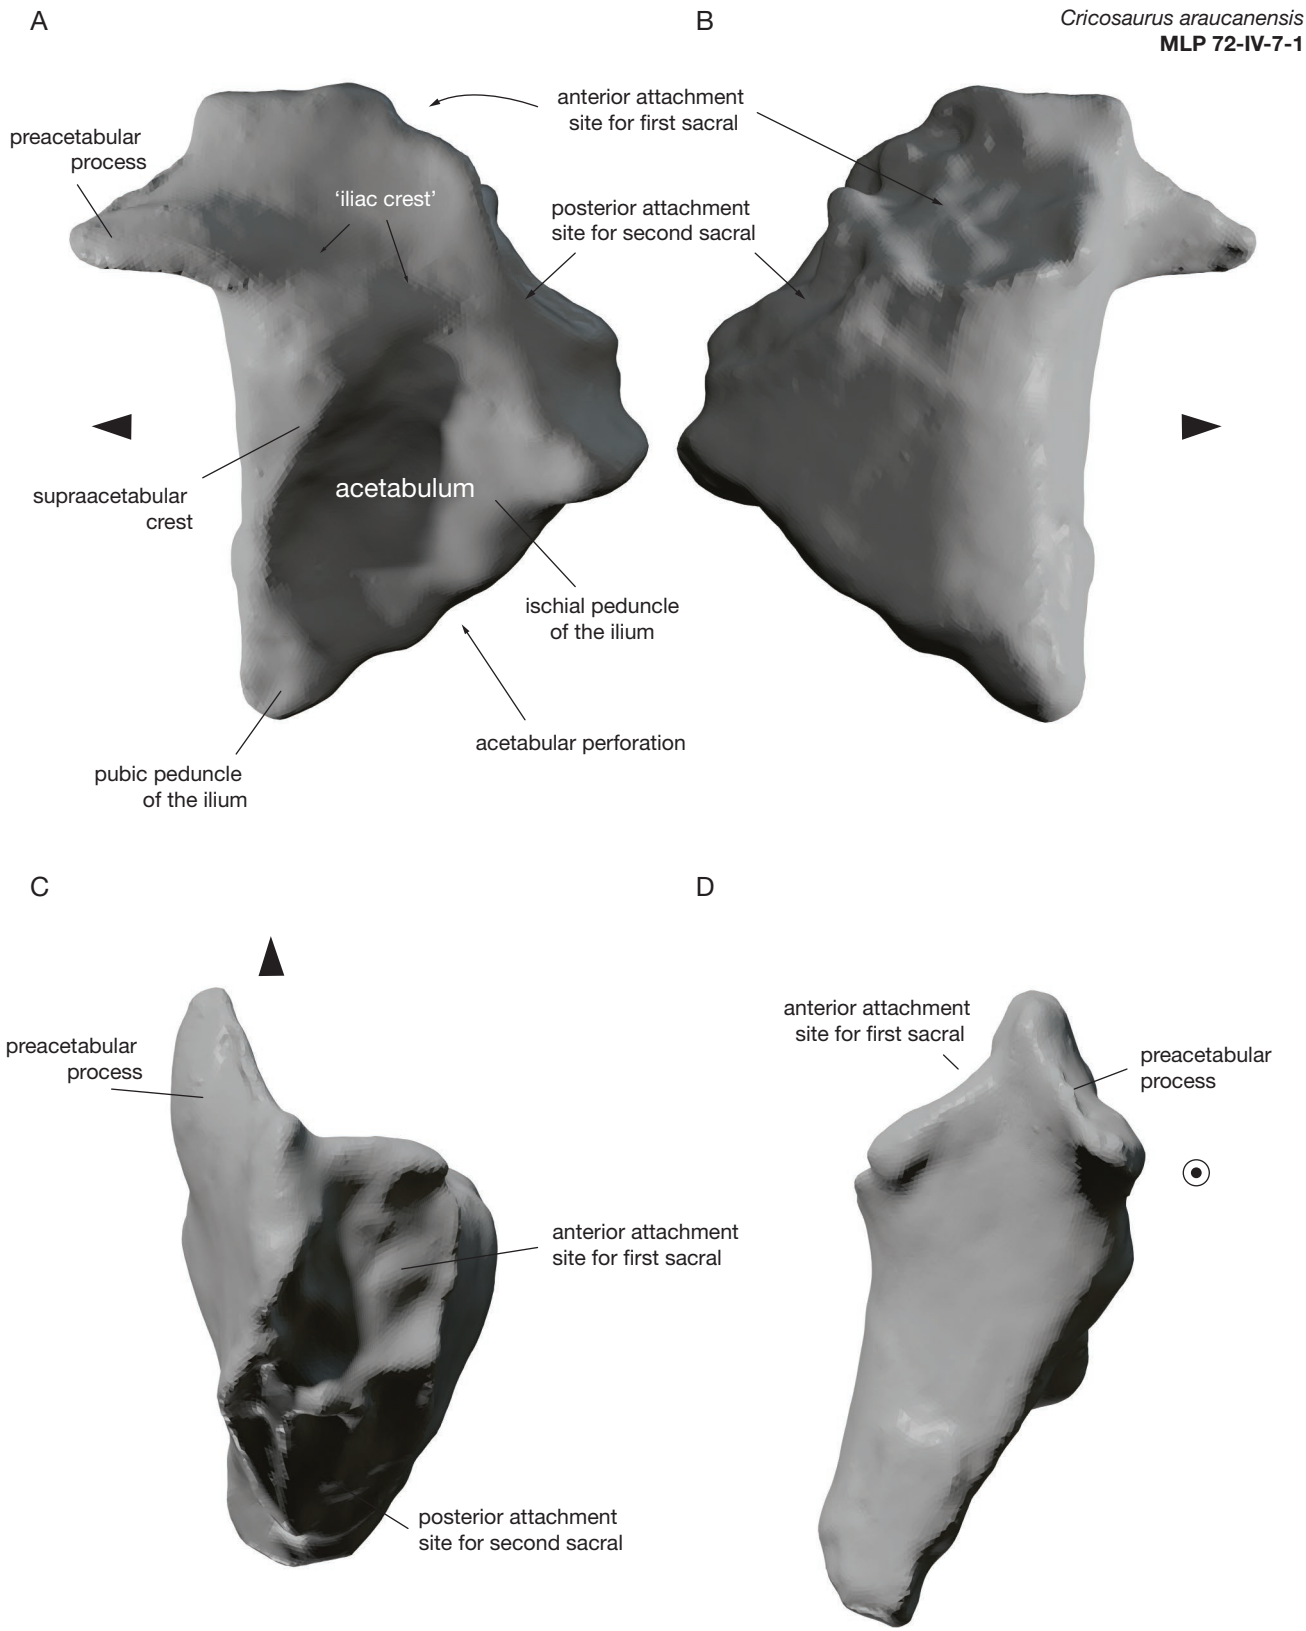 A
B
Cricosaurus araucanensis
MLP 72-IV-7-1
anterior attachment
site for first sacral
preacetabular
process
'iliac crest'
posterior attachment
site for second sacral
supraacetabular
crest
acetabulum
ischial peduncle
of the ilium
acetabular perforation
pubic peduncle
of the ilium
C
D
anterior attachment
site for first sacral
preacetabular
process
preacetabular
process
anterior attachment
site for first sacral
posterior attachment
site for second sacral